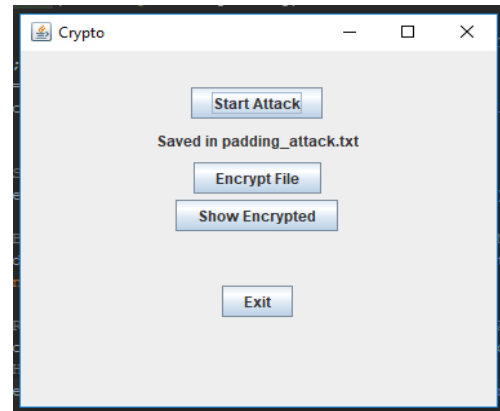 Crypto
Start Attack
Saved in padding_attack.txt
Encrypt File
Show Encrypted
Exit